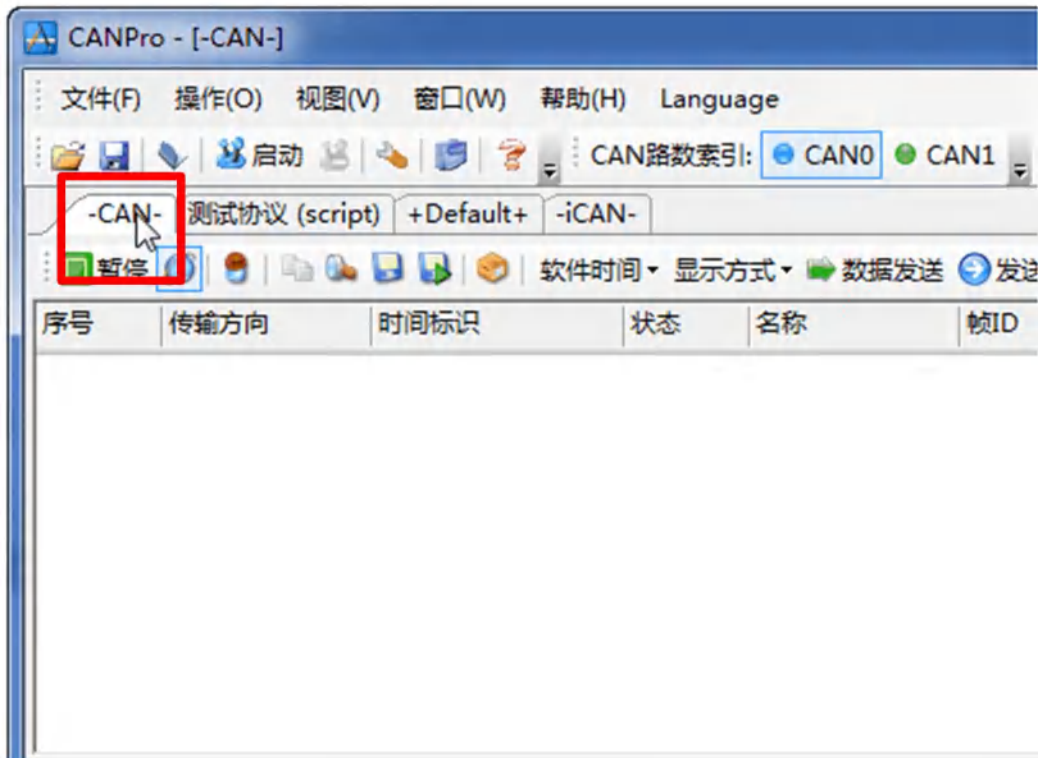 CANPro - [-CAN-]
文件(F) 操作(O) 视图(V) 窗口(W) 帮助(H) Language
启动 CAN路数索引: CAN0 CAN1
-CAN- 测试协议 (script) +Default+ -iCAN-
暂停 软件时间 显示方式 数据发送 发送
序号 传输方向 时间标识 状态 名称 帧ID